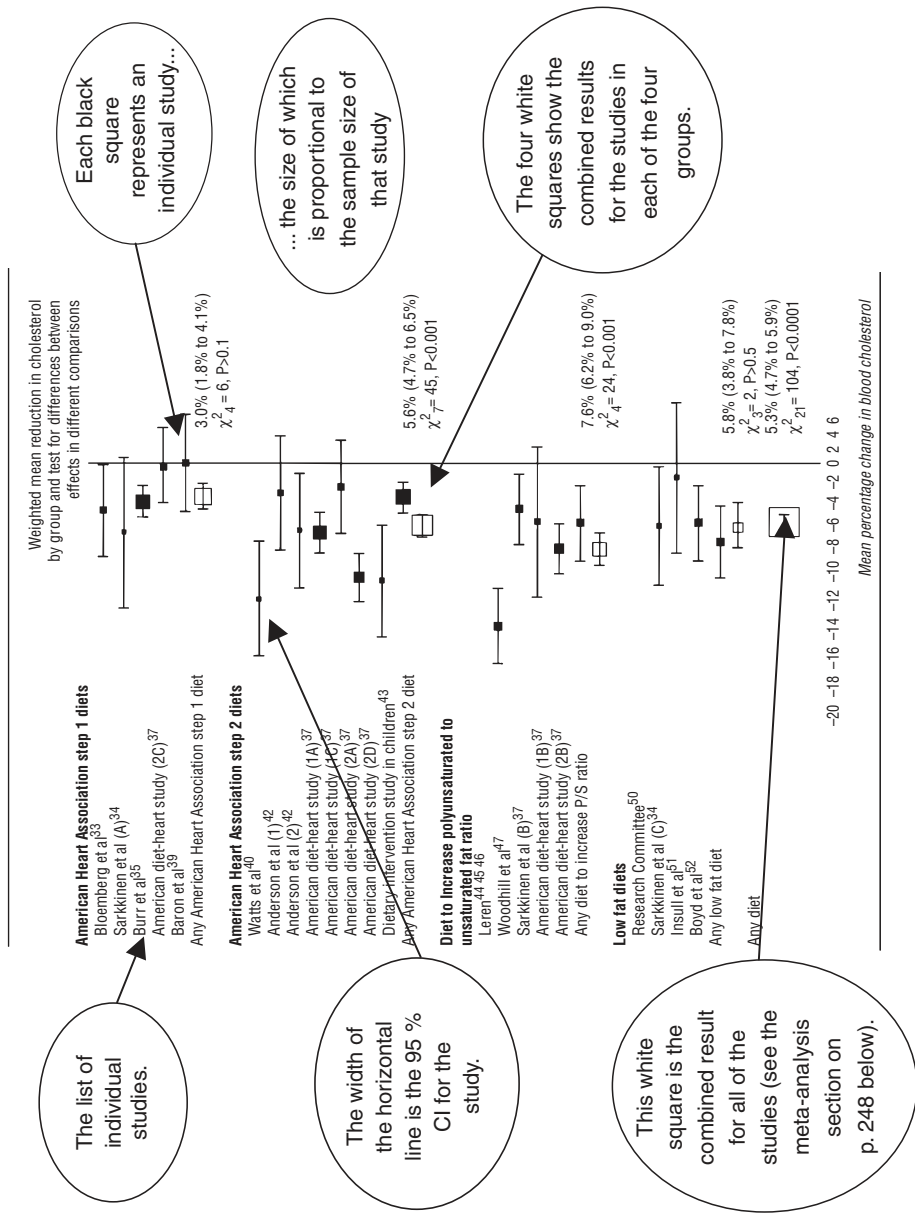 The list of
individual
studies.
The width of
the horizontal
line is the 95 %
CI for the
study.
This white
square is the
combined result
for all of the
studies (see the
meta-analysis
section on
p. 248 below).
Each black
square
represents an
individual study...
... the size of which
is proportional to
the sample size of
that study
The four white
squares show the
combined results
for the studies in
each of the four
groups.
Weighted mean reduction in cholesterol
by group and test for differences between
effects in different comparisons
American Heart Association step 1 diets
Bloemberg et al³³
Sarkkinen et al (A)³⁴
Burr et al³⁵
American diet-heart study (2C)³⁷
Baron et al³⁹
Any American Heart Association step 1 diet
3.0% (1.8% to 4.1%)
χ²₄ = 6, P>0.1
American Heart Association step 2 diets
Watts et al⁴⁰
Anderson et al (1)⁴²
Anderson et al (2)⁴²
American diet-heart study (1A)³⁷
American diet-heart study (1C)³⁷
American diet-heart study (2A)³⁷
American diet-heart study (2D)³⁷
Dietary intervention study in children⁴³
Any American Heart Association step 2 diet
5.6% (4.7% to 6.5%)
χ²₇= 45, P<0.001
Diet to Increase polyunsaturated to
unsaturated fat ratio
Leren⁴⁴ ⁴⁵ ⁴⁶
Woodhill et al⁴⁷
Sarkkinen et al (B)³⁷
American diet-heart study (1B)³⁷
American diet-heart study (2B)³⁷
Any diet to increase P/S ratio
7.6% (6.2% to 9.0%)
χ²₄= 24, P<0.001
Low fat diets
Research Committee⁵⁰
Sarkkinen et al (C)³⁴
Insull et al⁵¹
Boyd et al⁵²
Any low fat diet
5.8% (3.8% to 7.8%)
χ²₃= 2, P>0.5
Any diet
5.3% (4.7% to 5.9%)
χ²₂₁= 104, P<0.0001
−20 −18 −16 −14 −12 −10 −8 −6 −4 −2 0 2 4 6
Mean percentage change in blood cholesterol